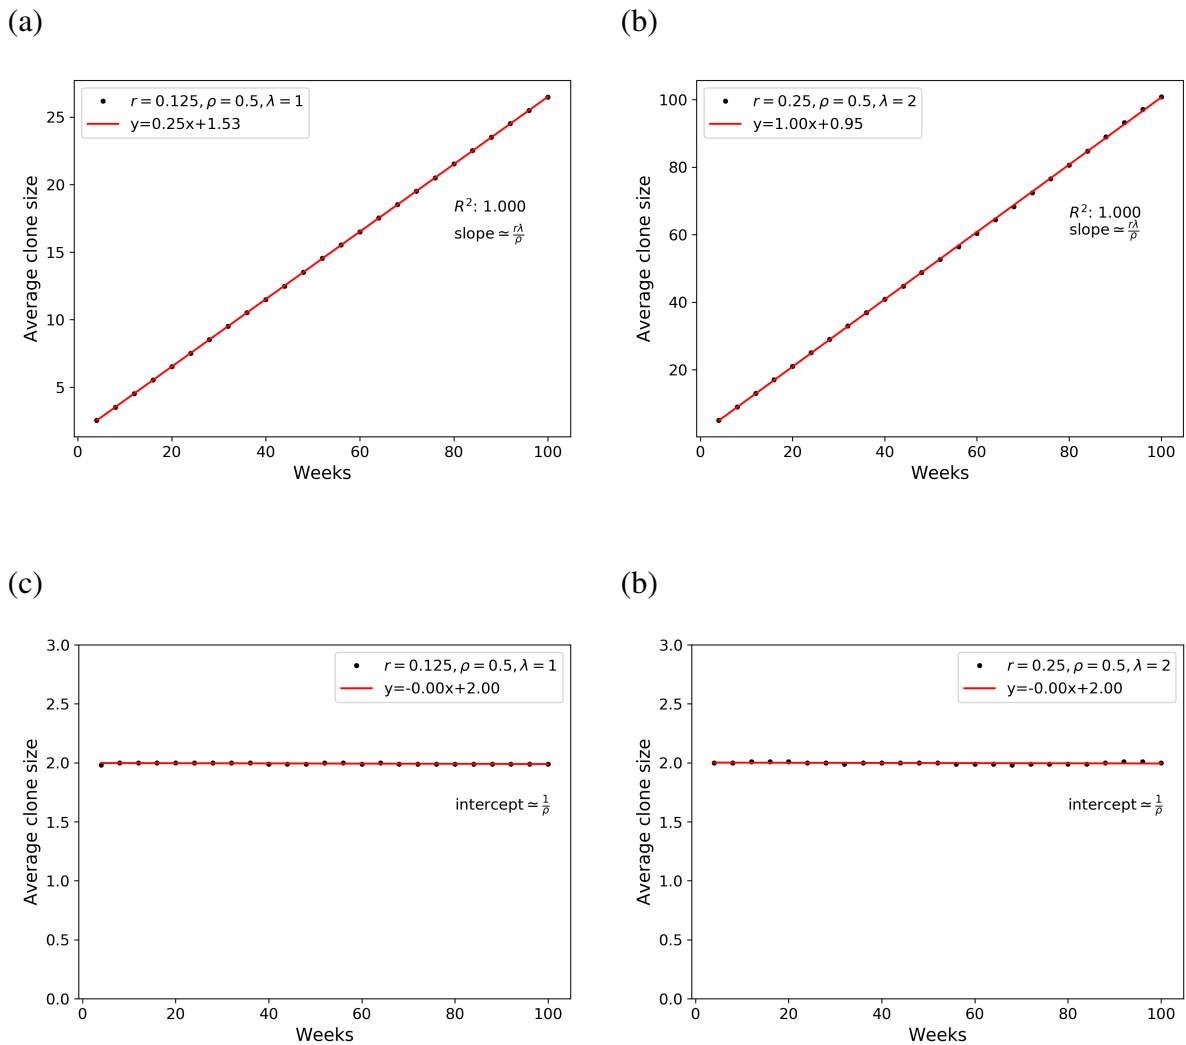 (a)
r = 0.125, ρ = 0.5, λ = 1
y=0.25x+1.53
R²: 1.000
slope ≃ rλ/ρ
25
20
15
10
5
Average clone size
0 20 40 60 80 100
Weeks
(b)
r = 0.25, ρ = 0.5, λ = 2
y=1.00x+0.95
R²: 1.000
slope ≃ rλ/ρ
100
80
60
40
20
Average clone size
0 20 40 60 80 100
Weeks
(c)
r = 0.125, ρ = 0.5, λ = 1
y=-0.00x+2.00
intercept ≃ 1/ρ
3.0
2.5
2.0
1.5
1.0
0.5
0.0
Average clone size
0 20 40 60 80 100
Weeks
(b)
r = 0.25, ρ = 0.5, λ = 2
y=-0.00x+2.00
intercept ≃ 1/ρ
3.0
2.5
2.0
1.5
1.0
0.5
0.0
Average clone size
0 20 40 60 80 100
Weeks